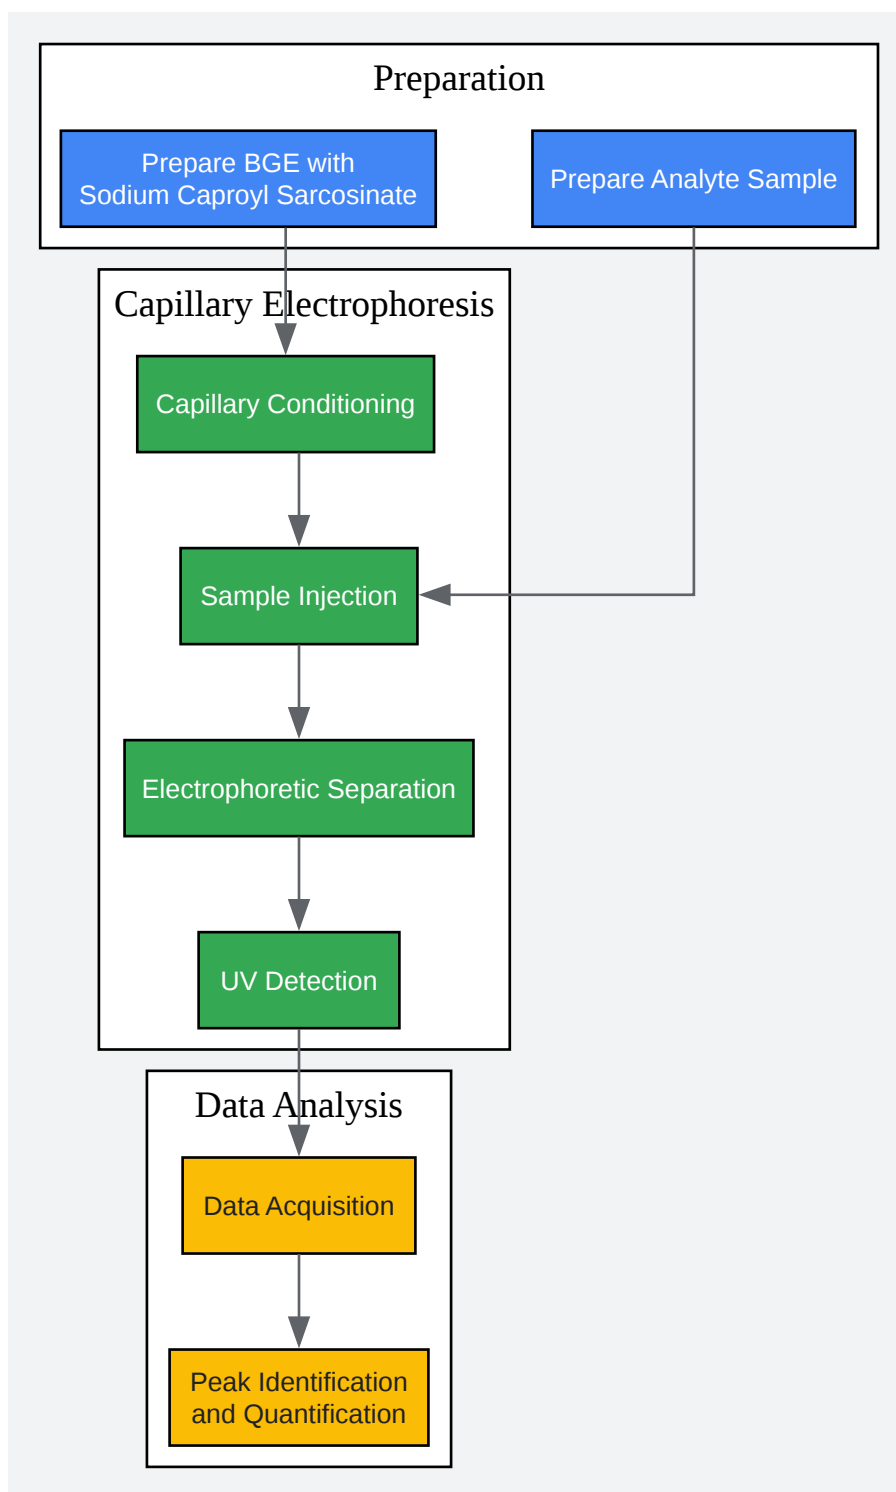 Preparation
Prepare BGE with
Sodium Caproyl Sarcosinate
Prepare Analyte Sample
Capillary Electrophoresis
Capillary Conditioning
Sample Injection
Electrophoretic Separation
UV Detection
Data Analysis
Data Acquisition
Peak Identification
and Quantification